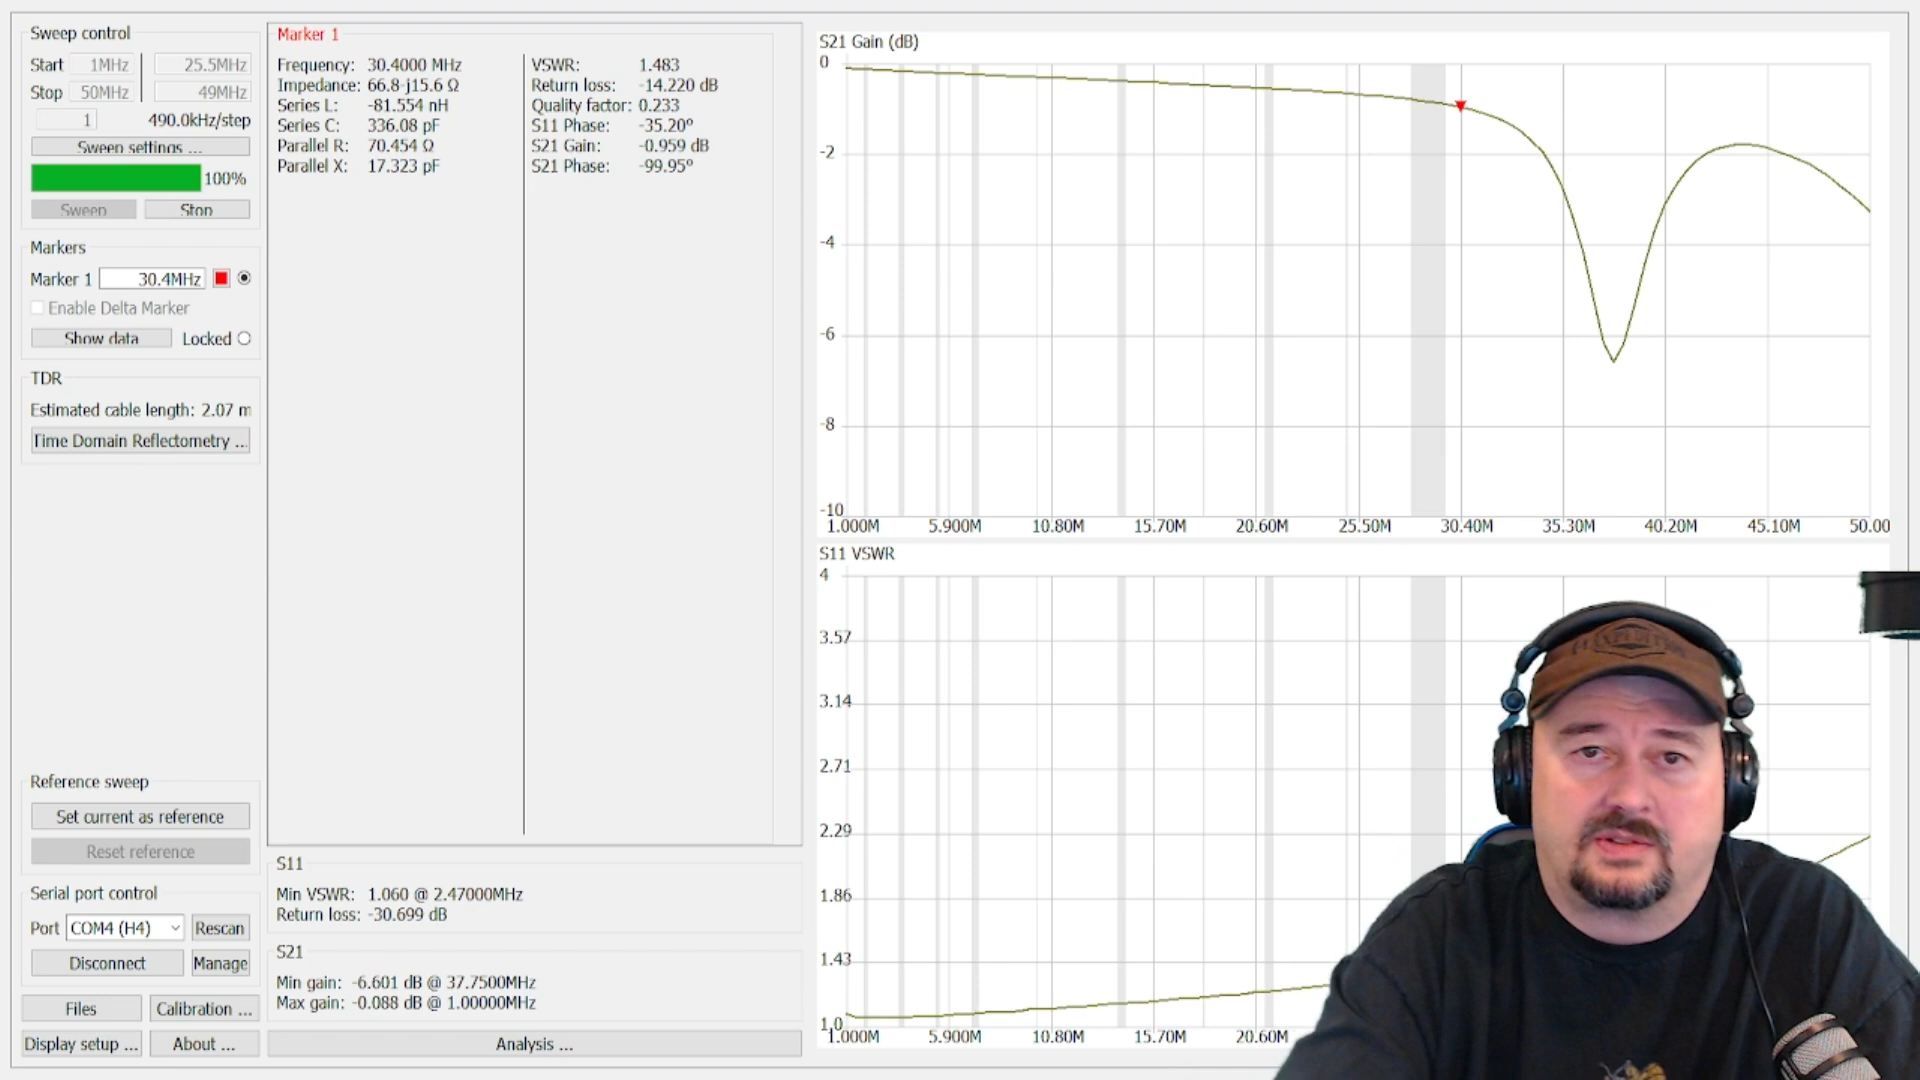 Sweep control
Start 1MHz 25.5MHz
Stop 50MHz 49MHz
1 490.0kHz/step
Sweep settings ...
100%
Sweep Stop
Markers
Marker 1 30.4MHz
Enable Delta Marker
Show data Locked
TDR
Estimated cable length: 2.07 m
Time Domain Reflectometry ...
Reference sweep
Set current as reference
Reset reference
Serial port control
Port COM4 (H4) Rescan
Disconnect Manage
Files Calibration ...
Display setup ... About ...
Marker 1
Frequency: 30.4000 MHz
Impedance: 66.8-j15.6 Ω
Series L: -81.554 nH
Series C: 336.08 pF
Parallel R: 70.454 Ω
Parallel X: 17.323 pF
VSWR: 1.483
Return loss: -14.220 dB
Quality factor: 0.233
S11 Phase: -35.20°
S21 Gain: -0.959 dB
S21 Phase: -99.95°
S11
Min VSWR: 1.060 @ 2.47000MHz
Return loss: -30.699 dB
S21
Min gain: -6.601 dB @ 37.7500MHz
Max gain: -0.088 dB @ 1.00000MHz
Analysis ...
S21 Gain (dB)
0
-2
-4
-6
-8
-10
1.000M 5.900M 10.80M 15.70M 20.60M 25.50M 30.40M 35.30M 40.20M 45.10M 50.00
S11 VSWR
4
3.57
3.14
2.71
2.29
1.86
1.43
1.0
1.000M 5.900M 10.80M 15.70M 20.60M